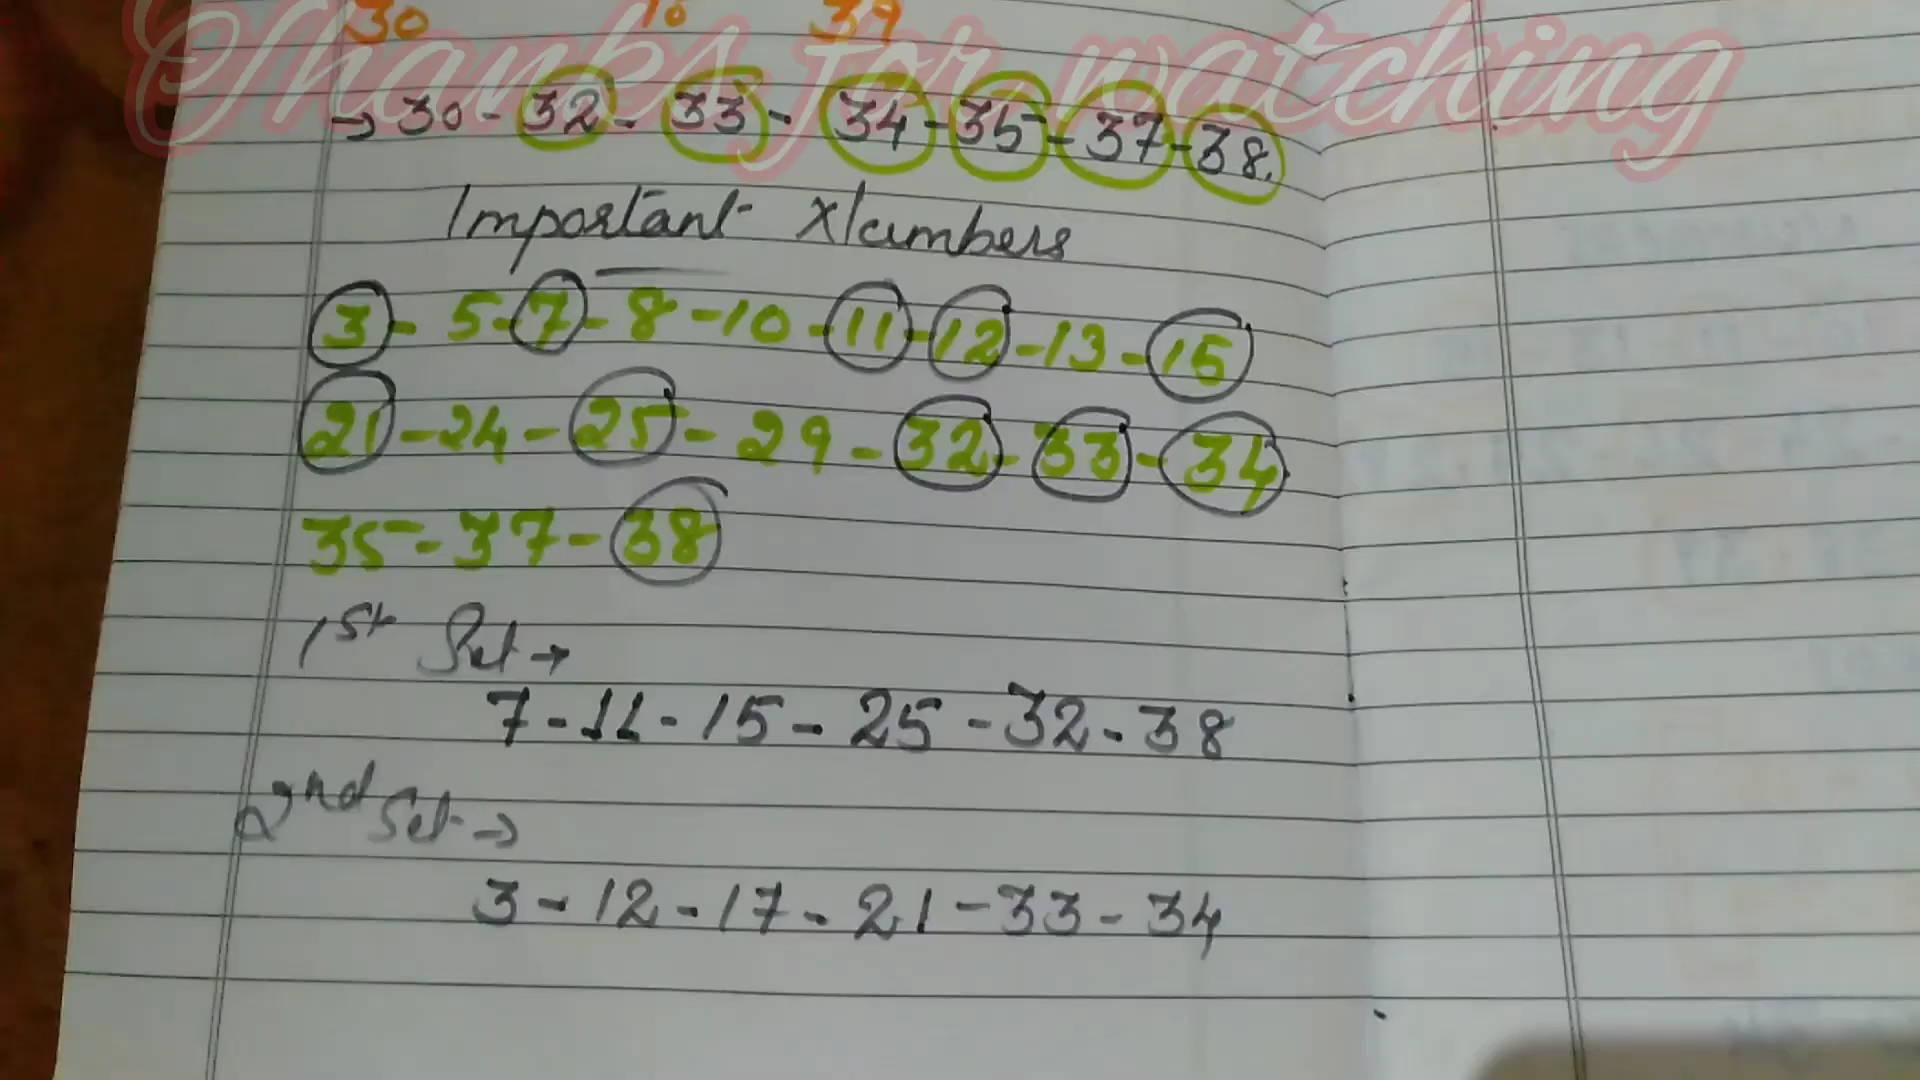 30 39
Thanks for watching
→ 30 - 32 - 33 - 34 - 35 - 37 - 38.
Important Numbers
3 - 5 - 7 - 8 - 10 - 11 - 12 - 13 - 15
21 - 24 - 25 - 29 - 32 - 33 - 34
35 - 37 - 38
1st Set →
7 - 11 - 15 - 25 - 32 - 38
2nd Set →
3 - 12 - 17 - 21 - 33 - 34